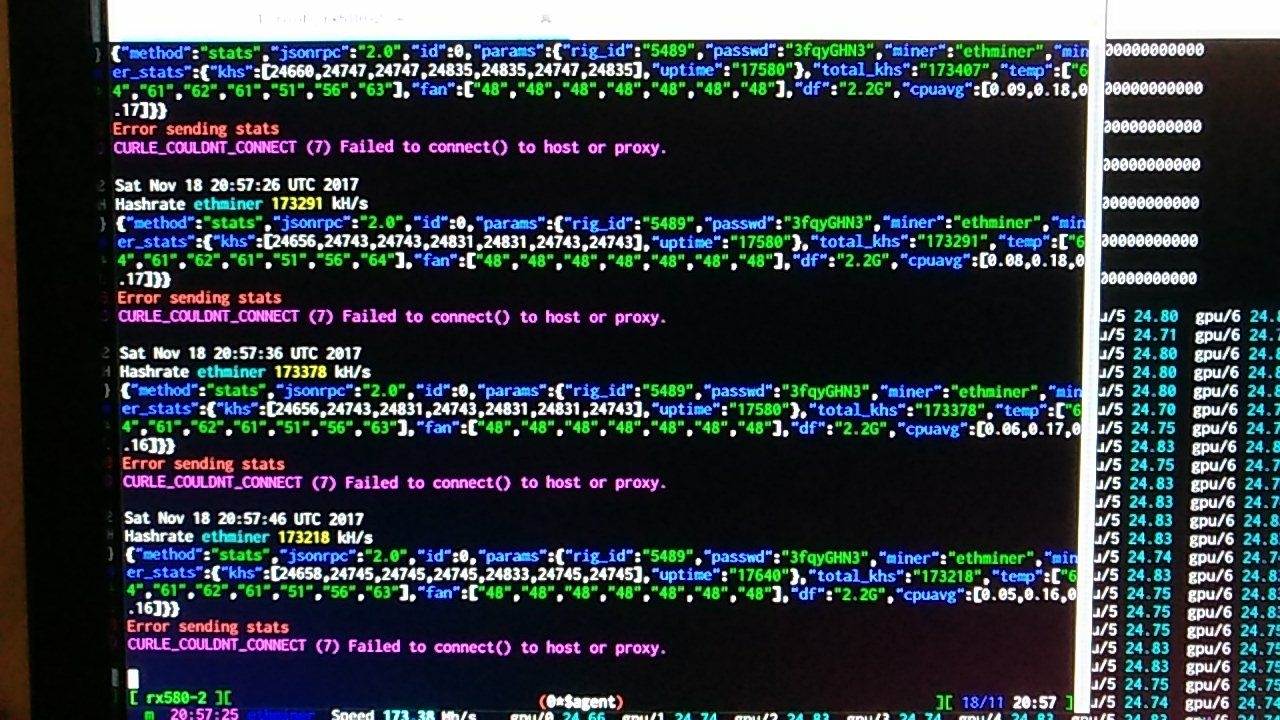 {"method":"stats","jsonrpc":"2.0","id":0,"params":{"rig_id":"5489","passwd":"3fqyGHN3","miner":"ethminer","min
er_stats":{"khs":[24660,24747,24747,24835,24835,24747,24835],"uptime":"17580"},"total_khs":"173407","temp":["6
4","61","62","61","51","56","63"],"fan":["48","48","48","48","48","48","48"],"df":"2.2G","cpuavg":[0.09,0.18,0
.17]}}
Error sending stats
CURLE_COULDNT_CONNECT (7) Failed to connect() to host or proxy.
Sat Nov 18 20:57:26 UTC 2017
Hashrate ethminer 173291 kH/s
{"method":"stats","jsonrpc":"2.0","id":0,"params":{"rig_id":"5489","passwd":"3fqyGHN3","miner":"ethminer","min
er_stats":{"khs":[24656,24743,24743,24831,24831,24743,24743],"uptime":"17580"},"total_khs":"173291","temp":["6
4","61","62","61","51","56","64"],"fan":["48","48","48","48","48","48","48"],"df":"2.2G","cpuavg":[0.08,0.18,0
.17]}}
Error sending stats
CURLE_COULDNT_CONNECT (7) Failed to connect() to host or proxy.
Sat Nov 18 20:57:36 UTC 2017
Hashrate ethminer 173378 kH/s
{"method":"stats","jsonrpc":"2.0","id":0,"params":{"rig_id":"5489","passwd":"3fqyGHN3","miner":"ethminer","min
er_stats":{"khs":[24656,24743,24831,24743,24831,24831,24743],"uptime":"17580"},"total_khs":"173378","temp":["6
4","61","62","61","51","56","63"],"fan":["48","48","48","48","48","48","48"],"df":"2.2G","cpuavg":[0.06,0.17,0
.16]}}
Error sending stats
CURLE_COULDNT_CONNECT (7) Failed to connect() to host or proxy.
Sat Nov 18 20:57:46 UTC 2017
Hashrate ethminer 173218 kH/s
{"method":"stats","jsonrpc":"2.0","id":0,"params":{"rig_id":"5489","passwd":"3fqyGHN3","miner":"ethminer","min
er_stats":{"khs":[24658,24745,24745,24745,24833,24745,24745],"uptime":"17640"},"total_khs":"173218","temp":["6
4","61","62","61","51","56","63"],"fan":["48","48","48","48","48","48","48"],"df":"2.2G","cpuavg":[0.05,0.16,0
.16]}}
Error sending stats
CURLE_COULDNT_CONNECT (7) Failed to connect() to host or proxy.
[ rx580-2 ][ (0*$agent) ][ 18/11 20:57 ]
m 20:57:25 ethminer Speed 173.38 Mh/s gpu/0 24.66 gpu/1 24.74 gpu/2 24.83 gpu/3 24.74 gpu/4 24.83
00000000000
00000000000
00000000000
00000000000
00000000000
00000000000
00000000000
u/5 24.80 gpu/6 24.8
u/5 24.71 gpu/6 24.7
u/5 24.80 gpu/6 24.8
u/5 24.80 gpu/6 24.8
u/5 24.80 gpu/6 24.8
u/5 24.70 gpu/6 24.7
u/5 24.75 gpu/6 24.7
u/5 24.83 gpu/6 24.8
u/5 24.75 gpu/6 24.7
u/5 24.83 gpu/6 24.7
u/5 24.83 gpu/6 24.7
u/5 24.83 gpu/6 24.7
u/5 24.83 gpu/6 24.8
u/5 24.74 gpu/6 24.7
u/5 24.83 gpu/6 24.8
u/5 24.75 gpu/6 24.7
u/5 24.75 gpu/6 24.8
u/5 24.75 gpu/6 24.7
u/5 24.83 gpu/6 24.7
u/5 24.83 gpu/6 24.8
u/5 24.75 gpu/6 24.7
u/5 24.74 gpu/6 24.8